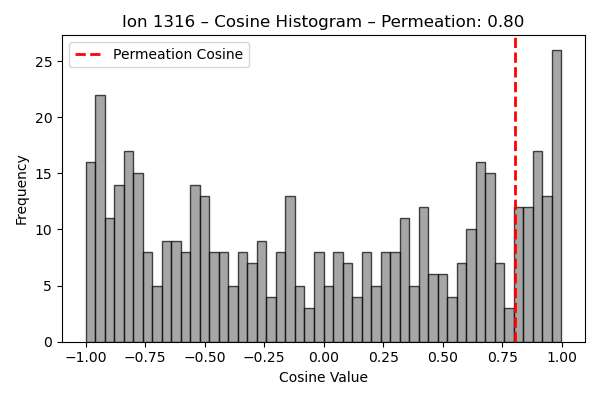 Ion 1316 – Cosine Histogram – Permeation: 0.80
Permeation Cosine
Frequency
25
20
15
10
5
0
−1.00 −0.75 −0.50 −0.25 0.00 0.25 0.50 0.75 1.00
Cosine Value